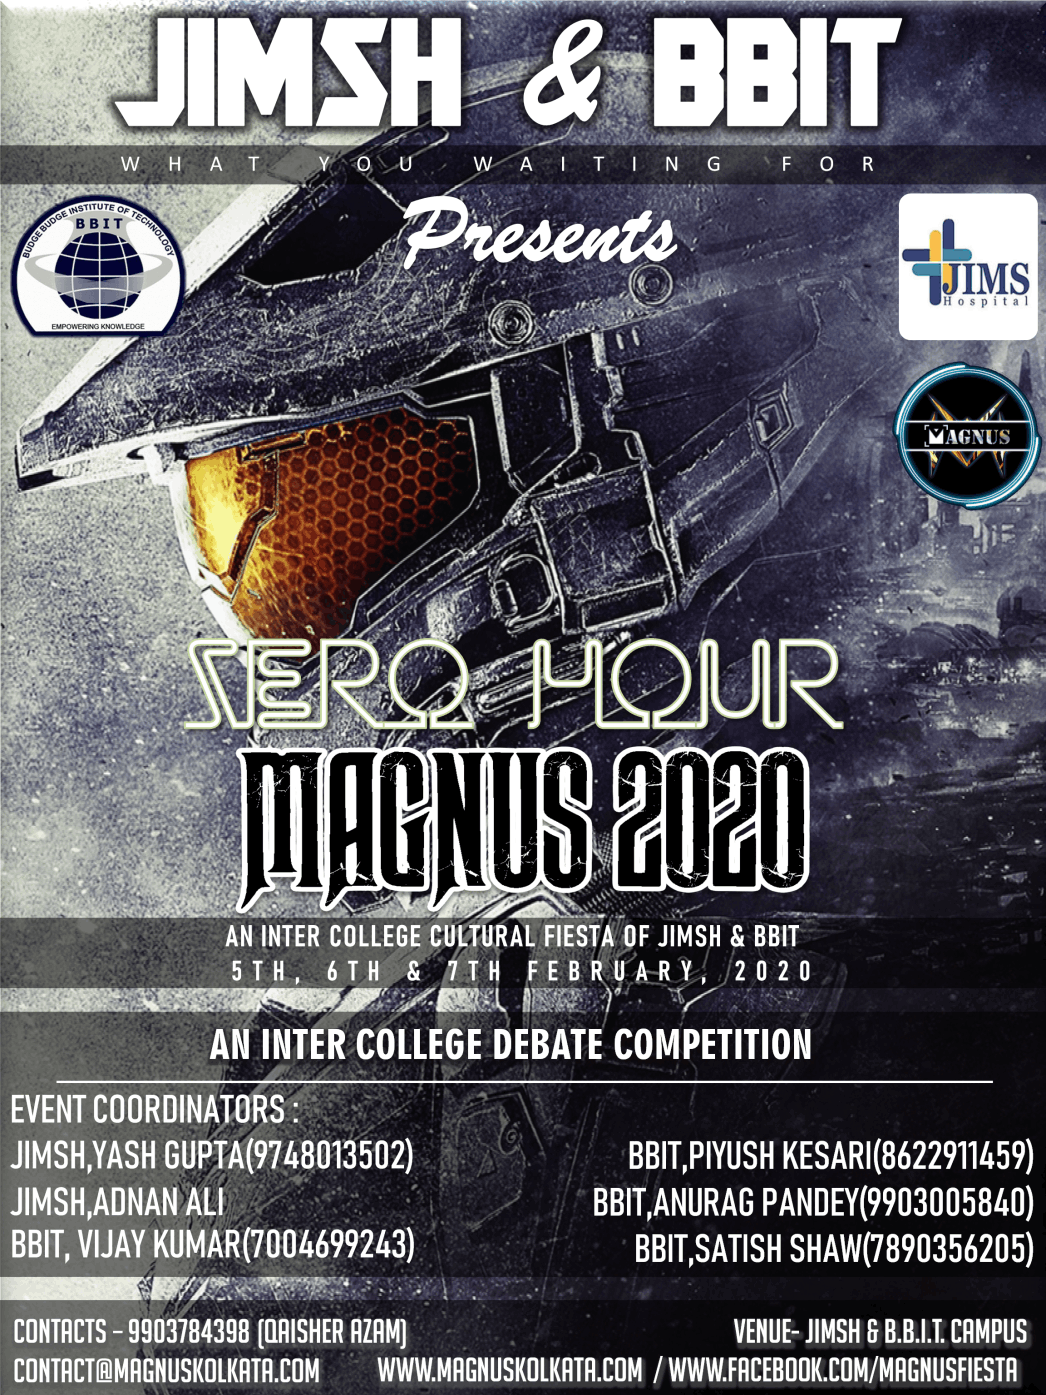 JIMSH & BBIT
WHAT YOU WAITING FOR
Presents
BUDGE BUDGE INSTITUTE OF TECHNOLOGY
BBIT
EMPOWERING KNOWLEDGE
JIMS
Hospital
MAGNUS
ZERO HOUR
MAGNUS 2020
AN INTER COLLEGE CULTURAL FIESTA OF JIMSH & BBIT
5TH, 6TH & 7TH FEBRUARY, 2020
AN INTER COLLEGE DEBATE COMPETITION
EVENT COORDINATORS :
JIMSH,YASH GUPTA(9748013502)
JIMSH,ADNAN ALI
BBIT, VIJAY KUMAR(7004699243)
BBIT,PIYUSH KESARI(8622911459)
BBIT,ANURAG PANDEY(9903005840)
BBIT,SATISH SHAW(7890356205)
CONTACTS - 9903784398 (QAISHER AZAM)
VENUE- JIMSH & B.B.I.T. CAMPUS
CONTACT@MAGNUSKOLKATA.COM
WWW.MAGNUSKOLKATA.COM / WWW.FACEBOOK.COM/MAGNUSFIESTA